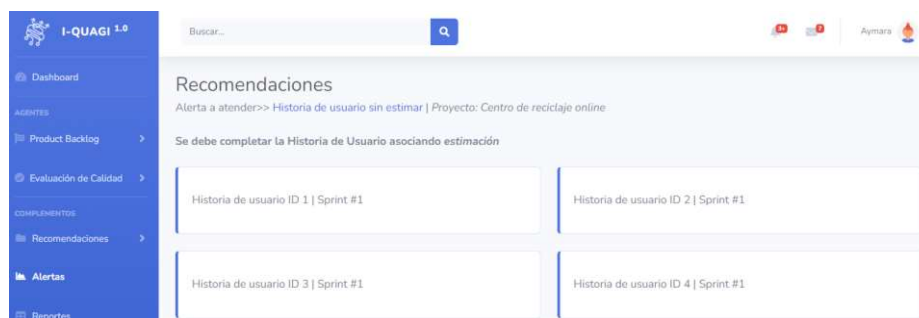 I-QUAGI 1.0
Buscar...
3+
7
Aymara
Dashboard
AGENTES
Product Backlog
Evaluación de Calidad
COMPLEMENTOS
Recomendaciones
Alertas
Reportes
Recomendaciones
Alerta a atender>> Historia de usuario sin estimar | Proyecto: Centro de reciclaje online
Se debe completar la Historia de Usuario asociando estimación
Historia de usuario ID 1 | Sprint #1
Historia de usuario ID 2 | Sprint #1
Historia de usuario ID 3 | Sprint #1
Historia de usuario ID 4 | Sprint #1